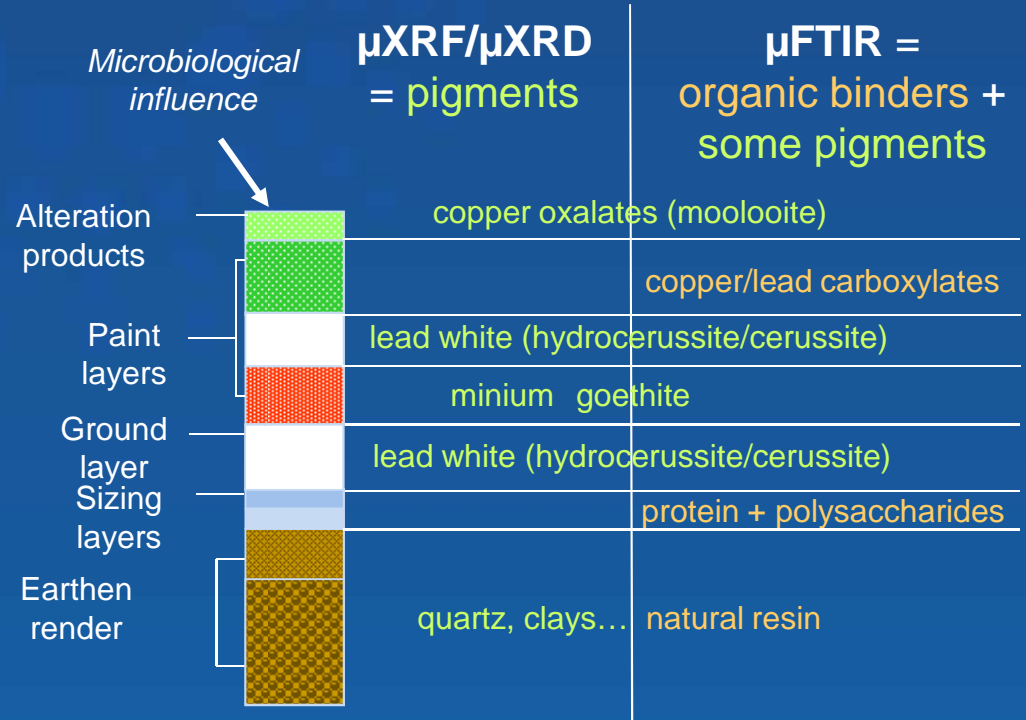 Microbiological
influence
µXRF/µXRD
= pigments
µFTIR =
organic binders +
some pigments
Alteration
products
copper oxalates (moolooite)
copper/lead carboxylates
Paint
layers
lead white (hydrocerussite/cerussite)
minium goethite
Ground
layer
lead white (hydrocerussite/cerussite)
Sizing
layers
protein + polysaccharides
Earthen
render
quartz, clays… natural resin